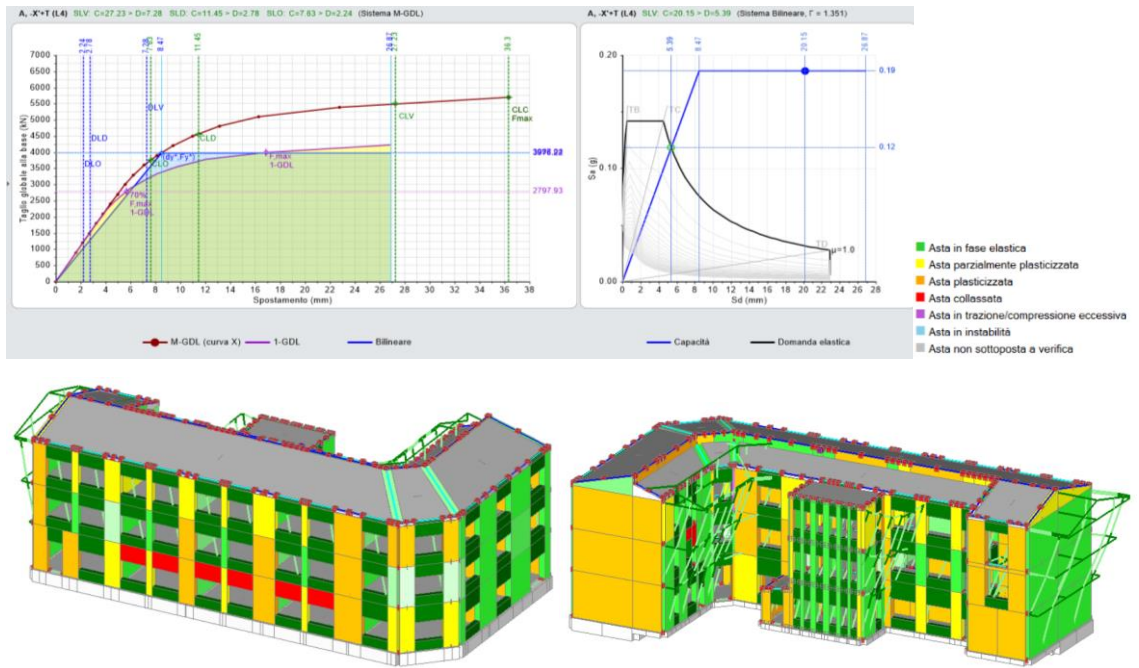 A, -X'+T (L4) SLV: C=27.23 > D=7.28 SLD: C=11.45 > D=2.78 SLO: C=7.63 > D=2.24 (Sistema M-GDL)
2.24
2.78
7.28
7.63
8.47
11.45
26.87
27.23
36.3
Taglio globale alla base (kN)
7000
6500
6000
5500
5000
4500
4000
3500
3000
2500
2000
1500
1000
500
0
DLV
DLD
DLO
CLO
(dy*,Fy*)
CLD
70%
F,max
1-GDL
F,max
1-GDL
CLV
CLC
Fmax
2797.93
0 2 4 6 8 10 12 14 16 18 20 22 24 26 28 30 32 34 36 38
Spostamento (mm)
M-GDL (curva X) 1-GDL Bilineare
A, -X'+T (L4) SLV: C=20.15 > D=5.39 (Sistema Bilineare, Γ = 1.351)
5.39
8.47
20.15
26.87
Sa (g)
0.20
0.15
0.10
0.05
0.00
TB
TC
TD
μ=1.0
0.19
0.12
0 2 4 6 8 10 12 14 16 18 20 22 24 26 28
Sd (mm)
Capacità Domanda elastica
Asta in fase elastica
Asta parzialmente plasticizzata
Asta plasticizzata
Asta collassata
Asta in trazione/compressione eccessiva
Asta in instabilità
Asta non sottoposta a verifica